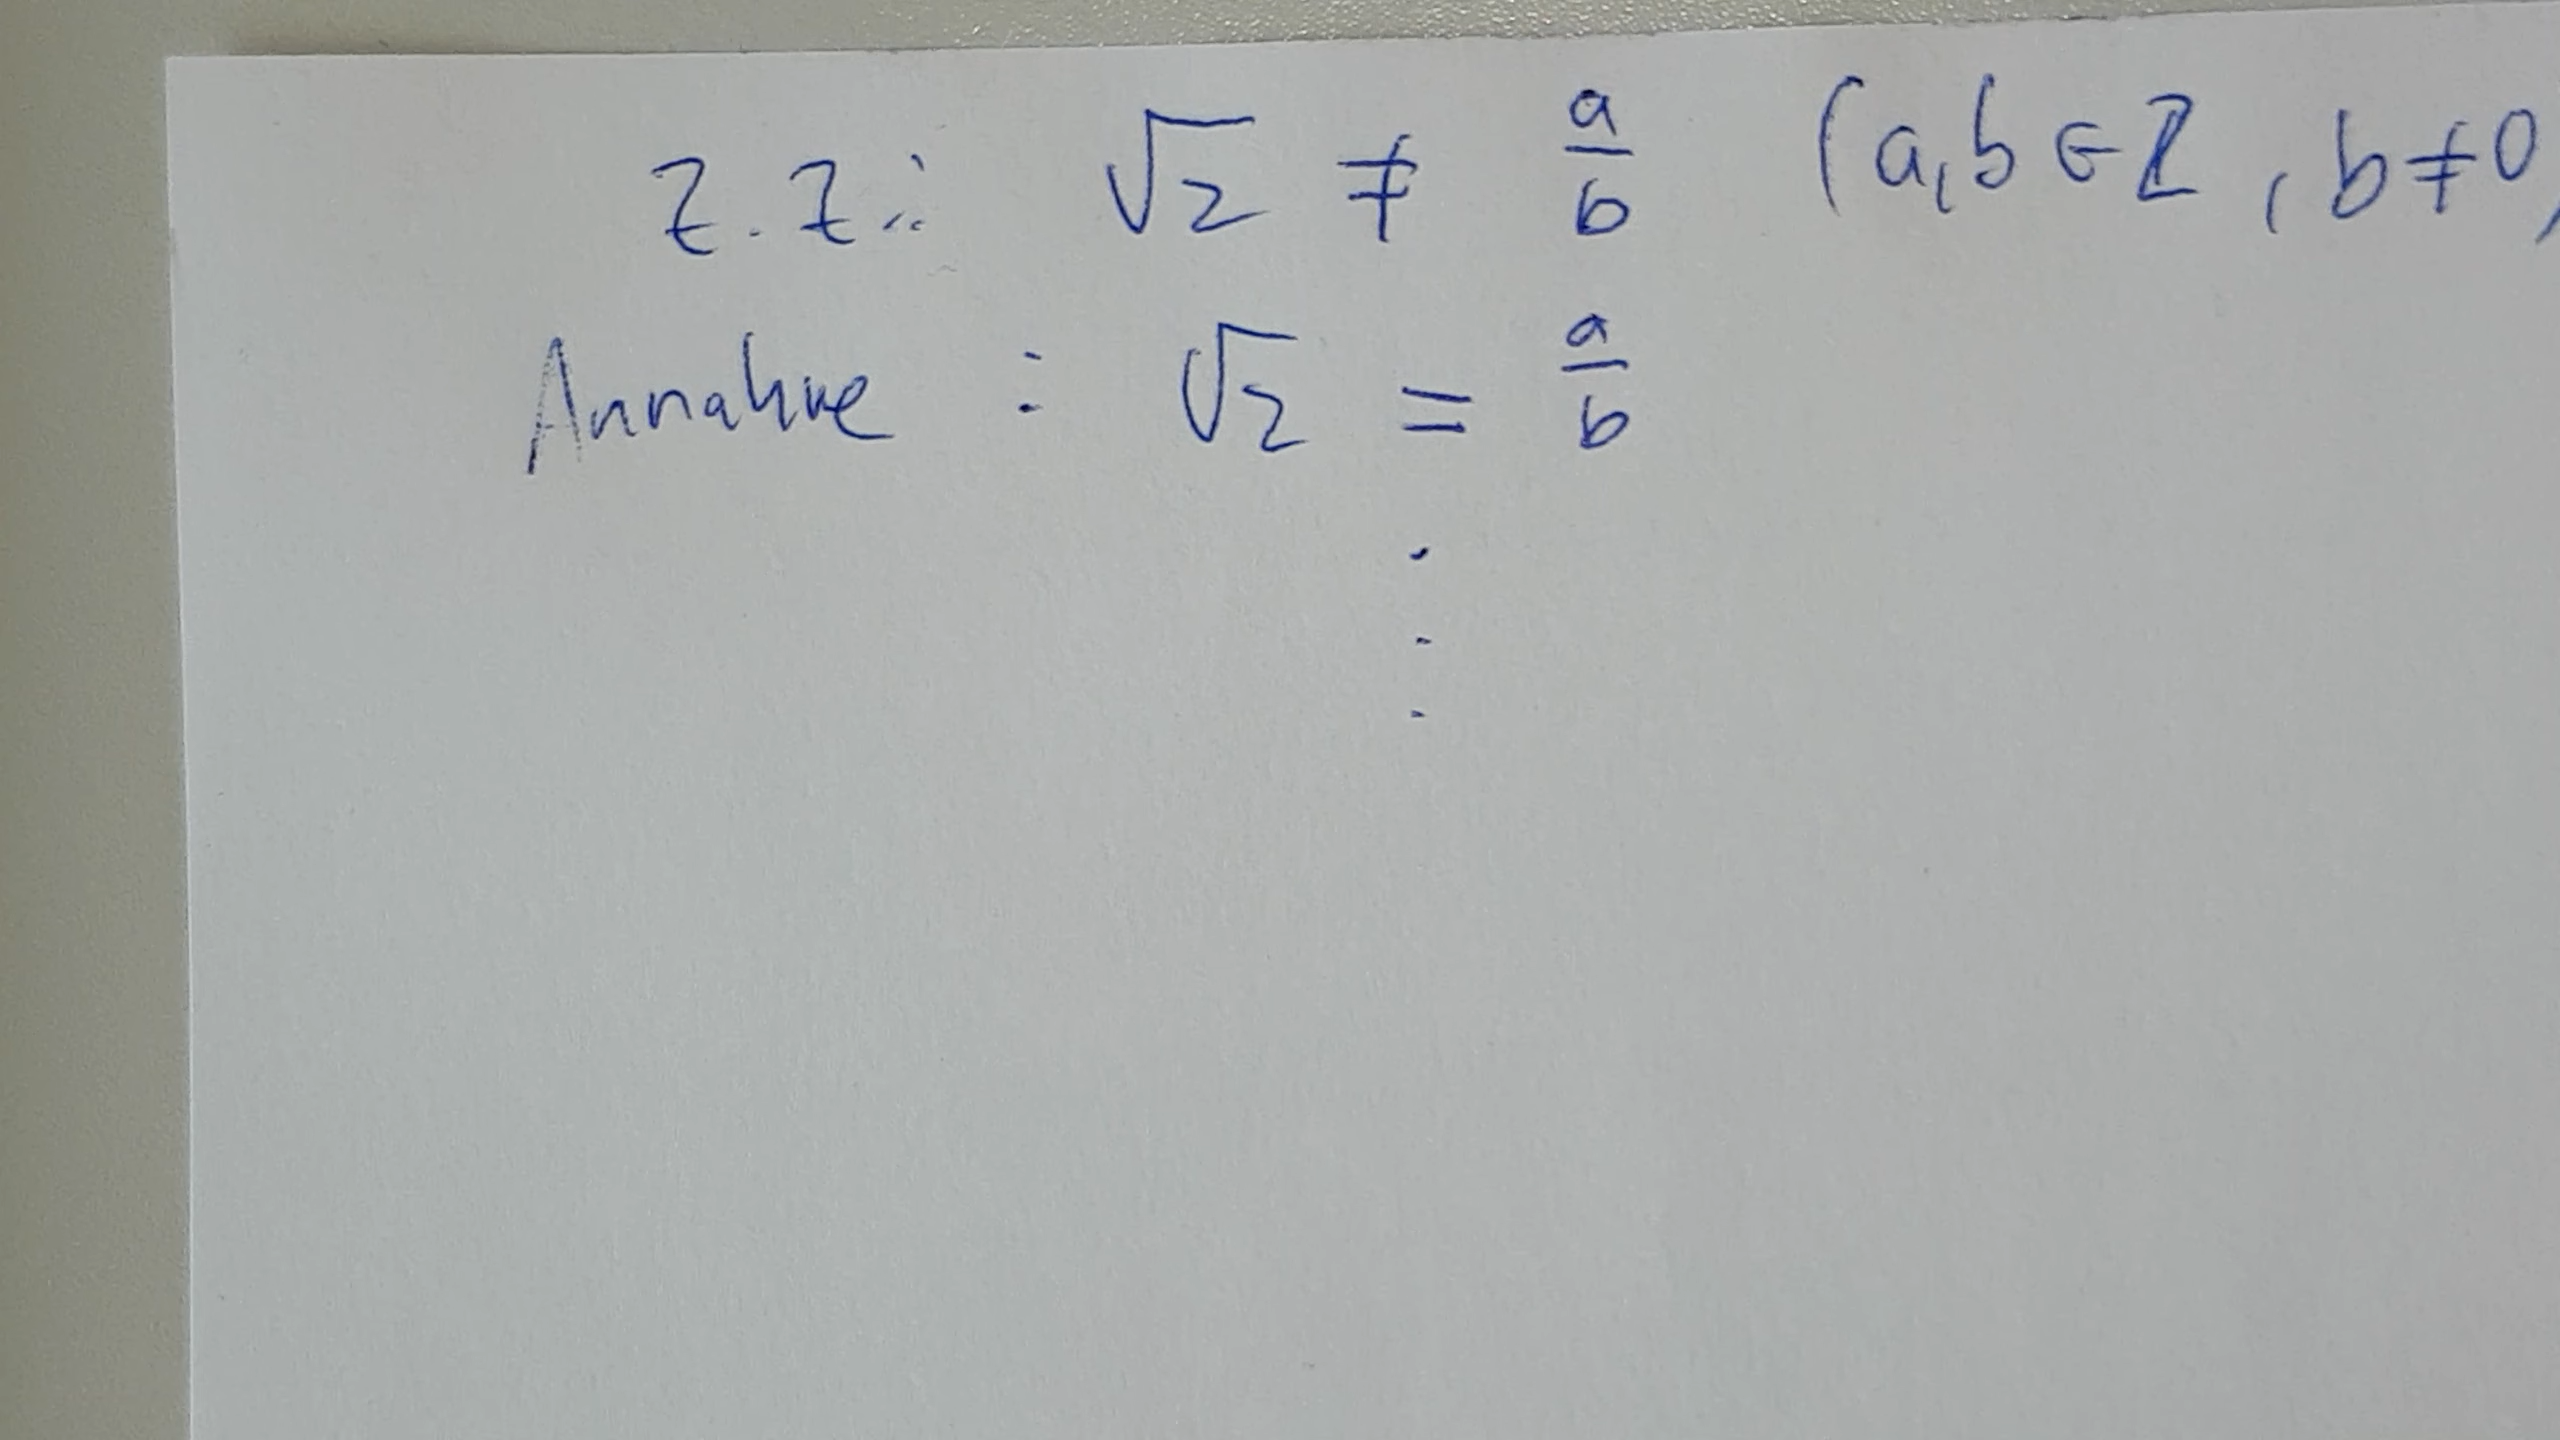 z.z.: √2 ≠ a/b (a,b ∈ ℤ, b≠0)
Annahme : √2 = a/b
⋮